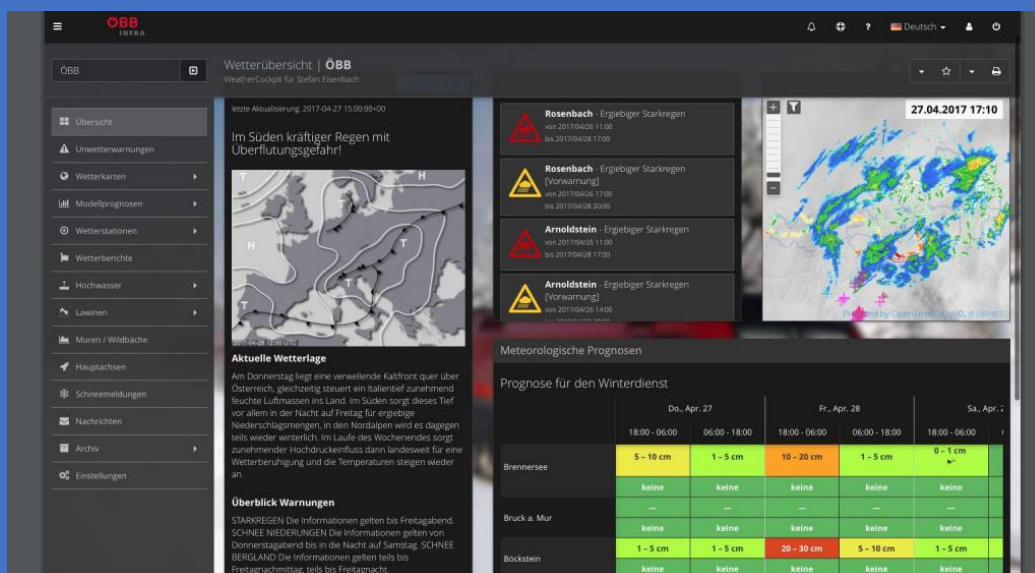 ÖBB
INFRA
?
Deutsch
ÖBB
Wetterübersicht | ÖBB
WeatherCockpit für Stefan Eisenbach
Übersicht
Unwetterwarnungen
Wetterkarten
Modellprognosen
Wetterstationen
Wetterberichte
Hochwasser
Lawinen
Muren / Wildbäche
Hauptachsen
Schneemeldungen
Nachrichten
Archiv
Einstellungen
letzte Aktualisierung: 2017-04-27 15:00:00+00
Im Süden kräftiger Regen mit
Überflutungsgefahr!
T
H
H
T
T
T
2017-04-28 12:00 UTC
Aktuelle Wetterlage
Am Donnerstag liegt eine verwellende Kaltfront quer über
Österreich, gleichzeitig steuert ein Italientief zunehmend
feuchte Luftmassen ins Land. Im Süden sorgt dieses Tief
vor allem in der Nacht auf Freitag für ergiebige
Niederschlagsmengen, in den Nordalpen wird es dagegen
teils wieder winterlich. Im Laufe des Wochenendes sorgt
zunehmender Hochdruckeinfluss dann landesweit für eine
Wetterberuhigung und die Temperaturen steigen wieder
an.
Überblick Warnungen
STARKREGEN Die Informationen gelten bis Freitagabend.
SCHNEE NIEDERUNGEN Die Informationen gelten von
Donnerstagabend bis in die Nacht auf Samstag. SCHNEE
BERGLAND Die Informationen gelten teils bis
Freitagnachmittag, teils bis Freitagnacht.
Rosenbach - Ergiebiger Starkregen
von 2017/04/26 11:00
bis 2017/04/28 17:00
Rosenbach - Ergiebiger Starkregen
[Vorwarnung]
von 2017/04/26 17:00
bis 2017/04/28 20:00
Arnoldstein - Ergiebiger Starkregen
von 2017/04/26 11:00
bis 2017/04/28 17:00
Arnoldstein - Ergiebiger Starkregen
[Vorwarnung]
von 2017/04/26 14:00
27.04.2017 17:10
© UBIMET
Meteorologische Prognosen
Prognose für den Winterdienst
Do., Apr. 27 Fr., Apr. 28 Sa., Apr.
18:00 - 06:00 06:00 - 18:00 18:00 - 06:00 06:00 - 18:00 18:00 - 06:00
Brennersee
5 – 10 cm 1 – 5 cm 10 – 20 cm 1 – 5 cm 0 – 1 cm
keine keine keine keine keine
Bruck a. Mur
— — — — —
keine keine keine keine keine
Böckstein
1 – 5 cm 1 – 5 cm 20 – 30 cm 5 – 10 cm 1 – 5 cm
keine keine keine keine keine